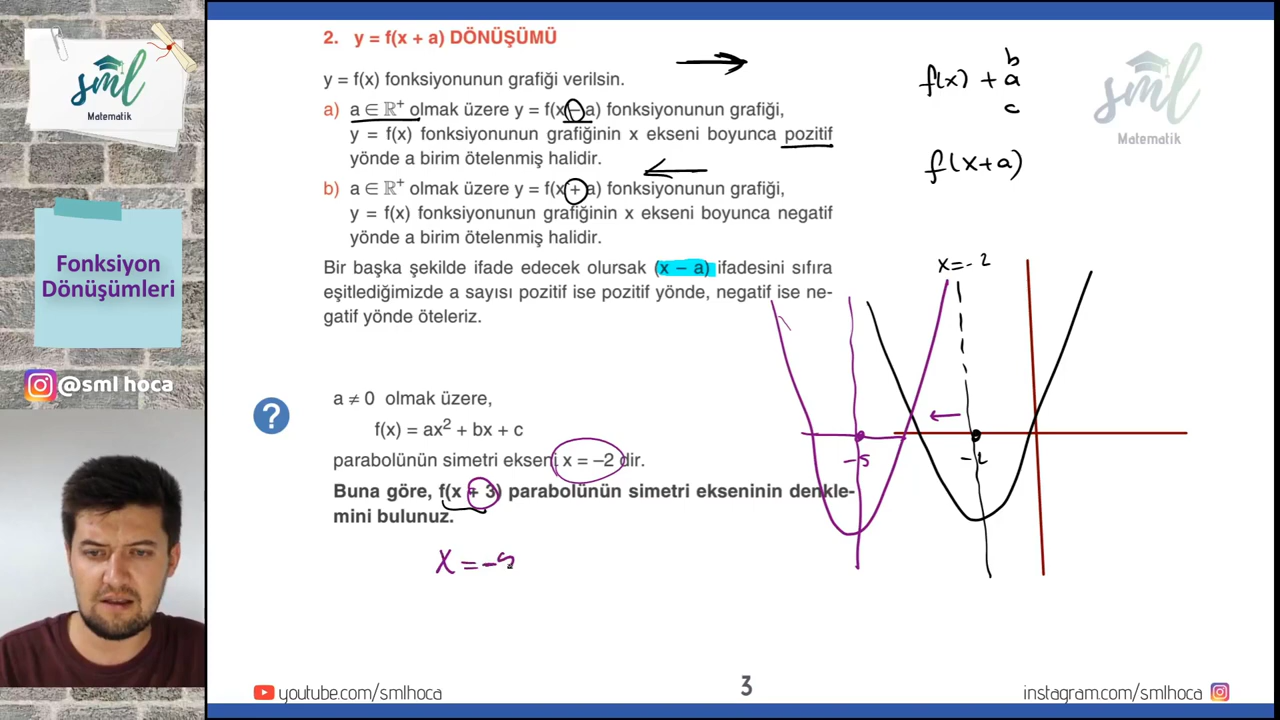 sml
Matematik
Fonksiyon
Dönüşümleri
@sml hoca
2. y = f(x + a) DÖNÜŞÜMÜ
y = f(x) fonksiyonunun grafiği verilsin.
a) a ∈ R⁺ olmak üzere y = f(x − a) fonksiyonunun grafiği,
y = f(x) fonksiyonunun grafiğinin x ekseni boyunca pozitif
yönde a birim ötelenmiş halidir.
b) a ∈ R⁺ olmak üzere y = f(x + a) fonksiyonunun grafiği,
y = f(x) fonksiyonunun grafiğinin x ekseni boyunca negatif
yönde a birim ötelenmiş halidir.
Bir başka şekilde ifade edecek olursak (x − a) ifadesini sıfıra
eşitlediğimizde a sayısı pozitif ise pozitif yönde, negatif ise ne-
gatif yönde öteleriz.
?
a ≠ 0 olmak üzere,
f(x) = ax² + bx + c
parabolünün simetri ekseni x = −2 dir.
Buna göre, f(x + 3) parabolünün simetri ekseninin denkle-
mini bulunuz.
x = −5
b
f(x) + a
c
f(x+a)
sml
Matematik
x = −2
−5
−2
youtube.com/smlhoca
3
instagram.com/smlhoca